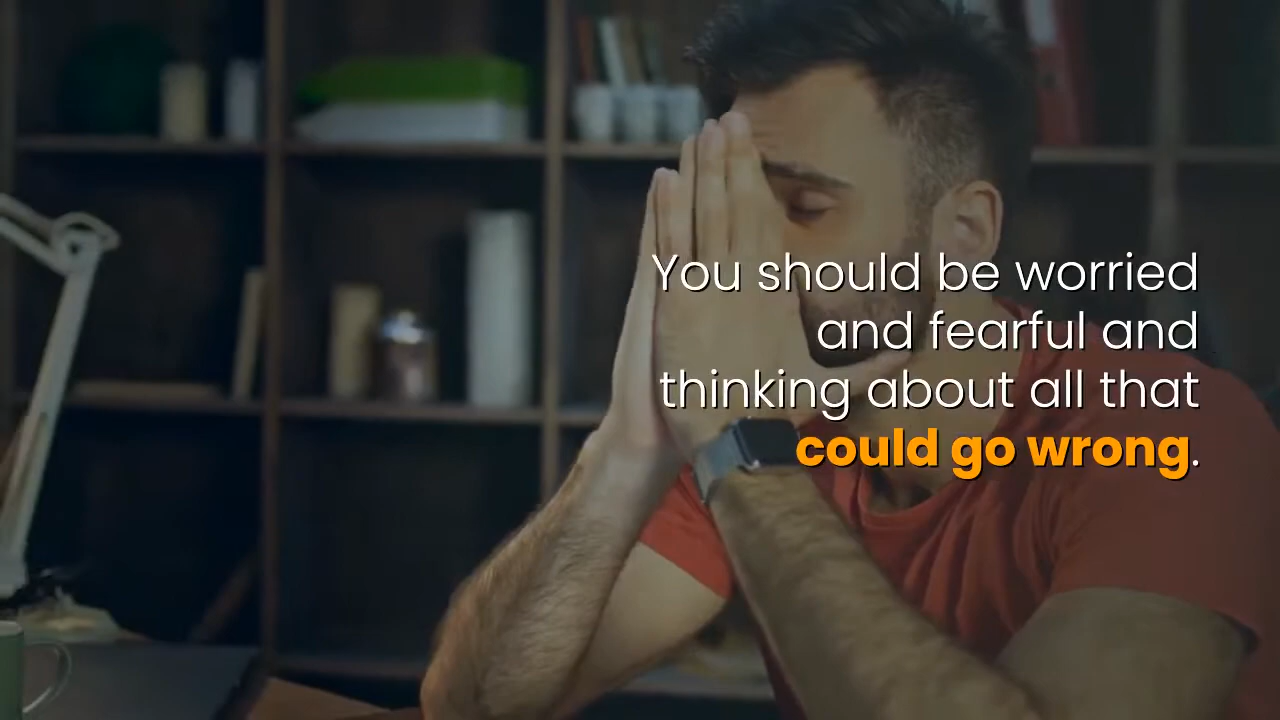 You should be worried
and fearful and
thinking about all that
could go wrong.